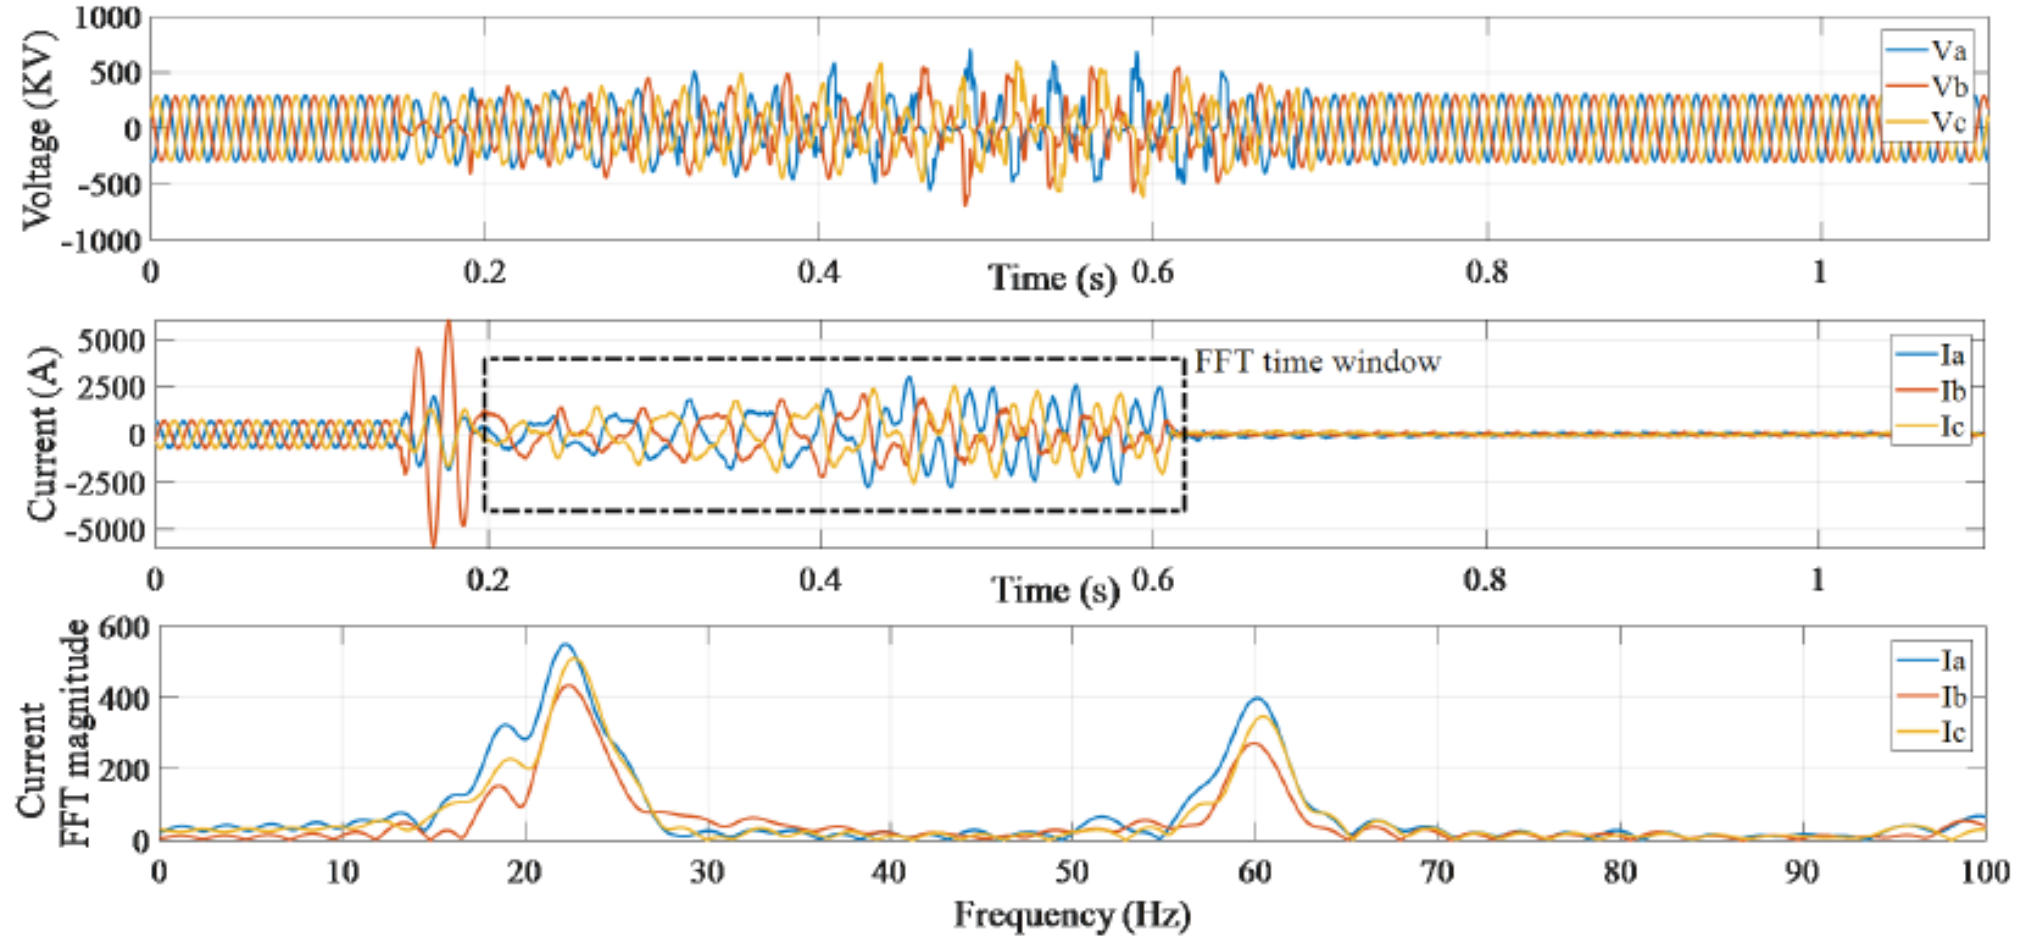 1000
500
0
-500
-1000
Voltage (KV)
Va
Vb
Vc
0 0.2 0.4 0.6 0.8 1
Time (s)
5000
2500
0
-2500
-5000
Current (A)
FFT time window
Ia
Ib
Ic
0 0.2 0.4 0.6 0.8 1
Time (s)
600
400
200
0
Current
FFT magnitude
Ia
Ib
Ic
0 10 20 30 40 50 60 70 80 90 100
Frequency (Hz)